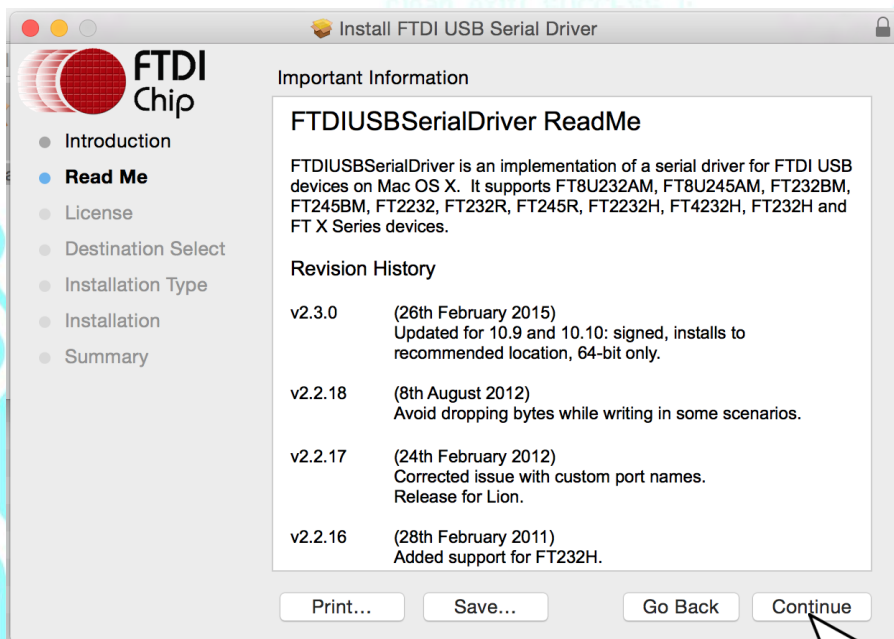 Install FTDI USB Serial Driver
FTDI
Chip
Introduction
Read Me
License
Destination Select
Installation Type
Installation
Summary
Important Information
FTDIUSBSerialDriver ReadMe
FTDIUSBSerialDriver is an implementation of a serial driver for FTDI USB
devices on Mac OS X.  It supports FT8U232AM, FT8U245AM, FT232BM,
FT245BM, FT2232, FT232R, FT245R, FT2232H, FT4232H, FT232H and
FT X Series devices.
Revision History
v2.3.0 (26th February 2015)
Updated for 10.9 and 10.10: signed, installs to
recommended location, 64-bit only.
v2.2.18 (8th August 2012)
Avoid dropping bytes while writing in some scenarios.
v2.2.17 (24th February 2012)
Corrected issue with custom port names.
Release for Lion.
v2.2.16 (28th February 2011)
Added support for FT232H.
Print... Save... Go Back Continue